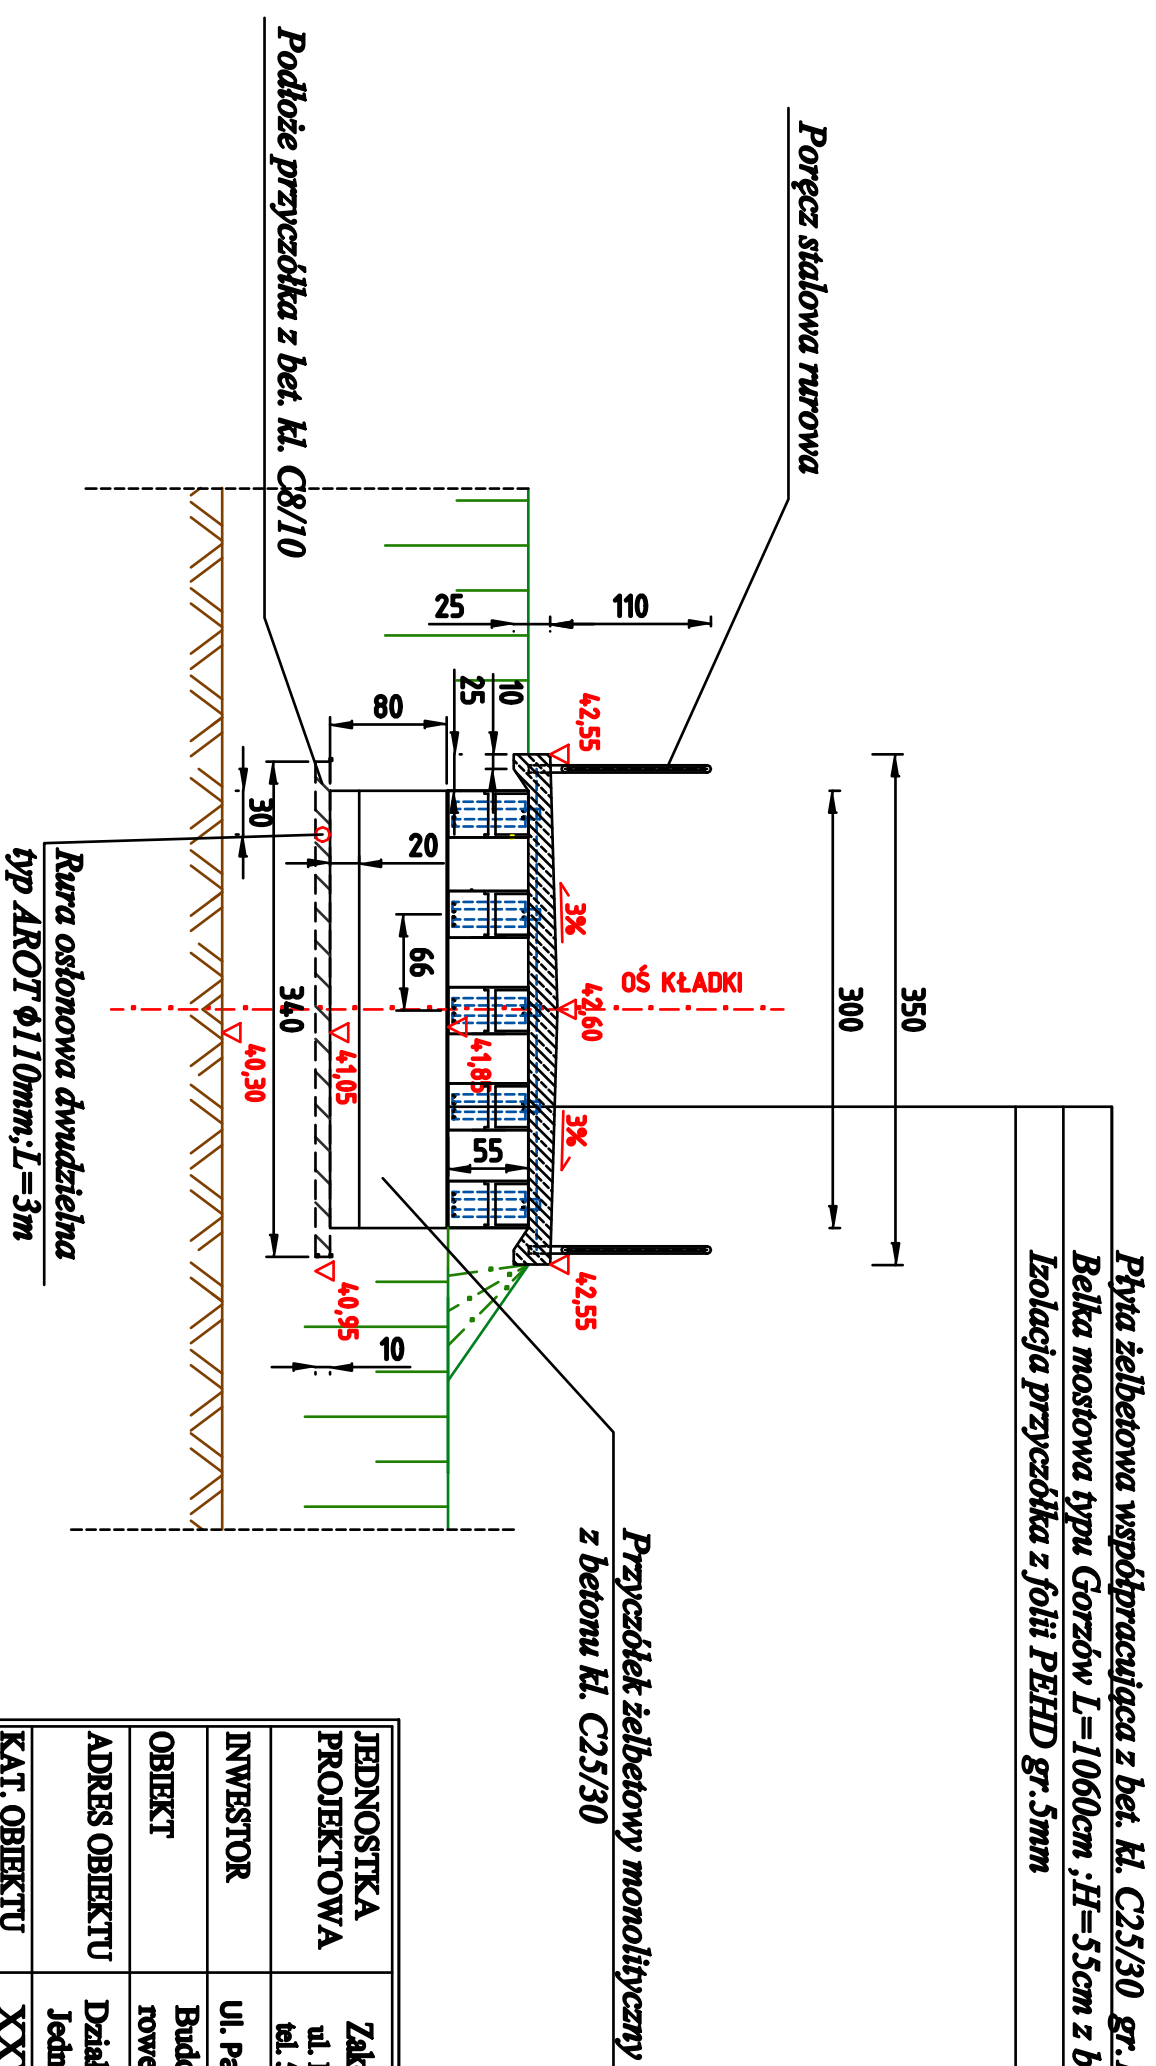 Płyta żelbetowa współpracująca z bet. kl. C25/30
Belka mostowa typu Gorzów L=1060cm ;H=55cm z
Izolacja przyczółka z folii PEHD gr.5mm
350
300
Poręcz stalowa rurowa
OŚ KŁADKI
110
25
42,55
3%
42,60
3%
42,55
10
25
55
80
20
66
41,85
41,05
40,95
10
Przyczółek żelbetowy monolityczny
z betonu kl. C25/30
Podłoże przyczółka z bet. kl. C8/10
30
340
40,30
Rura osłonowa dwudzielna
typ AROT ϕ110mm;L=3m
JEDNOSTKA
PROJEKTOWA
tel.
INWESTOR
Ul.
OBIEKT
ADRES OBIEKTU
KAT. OBIEKTU